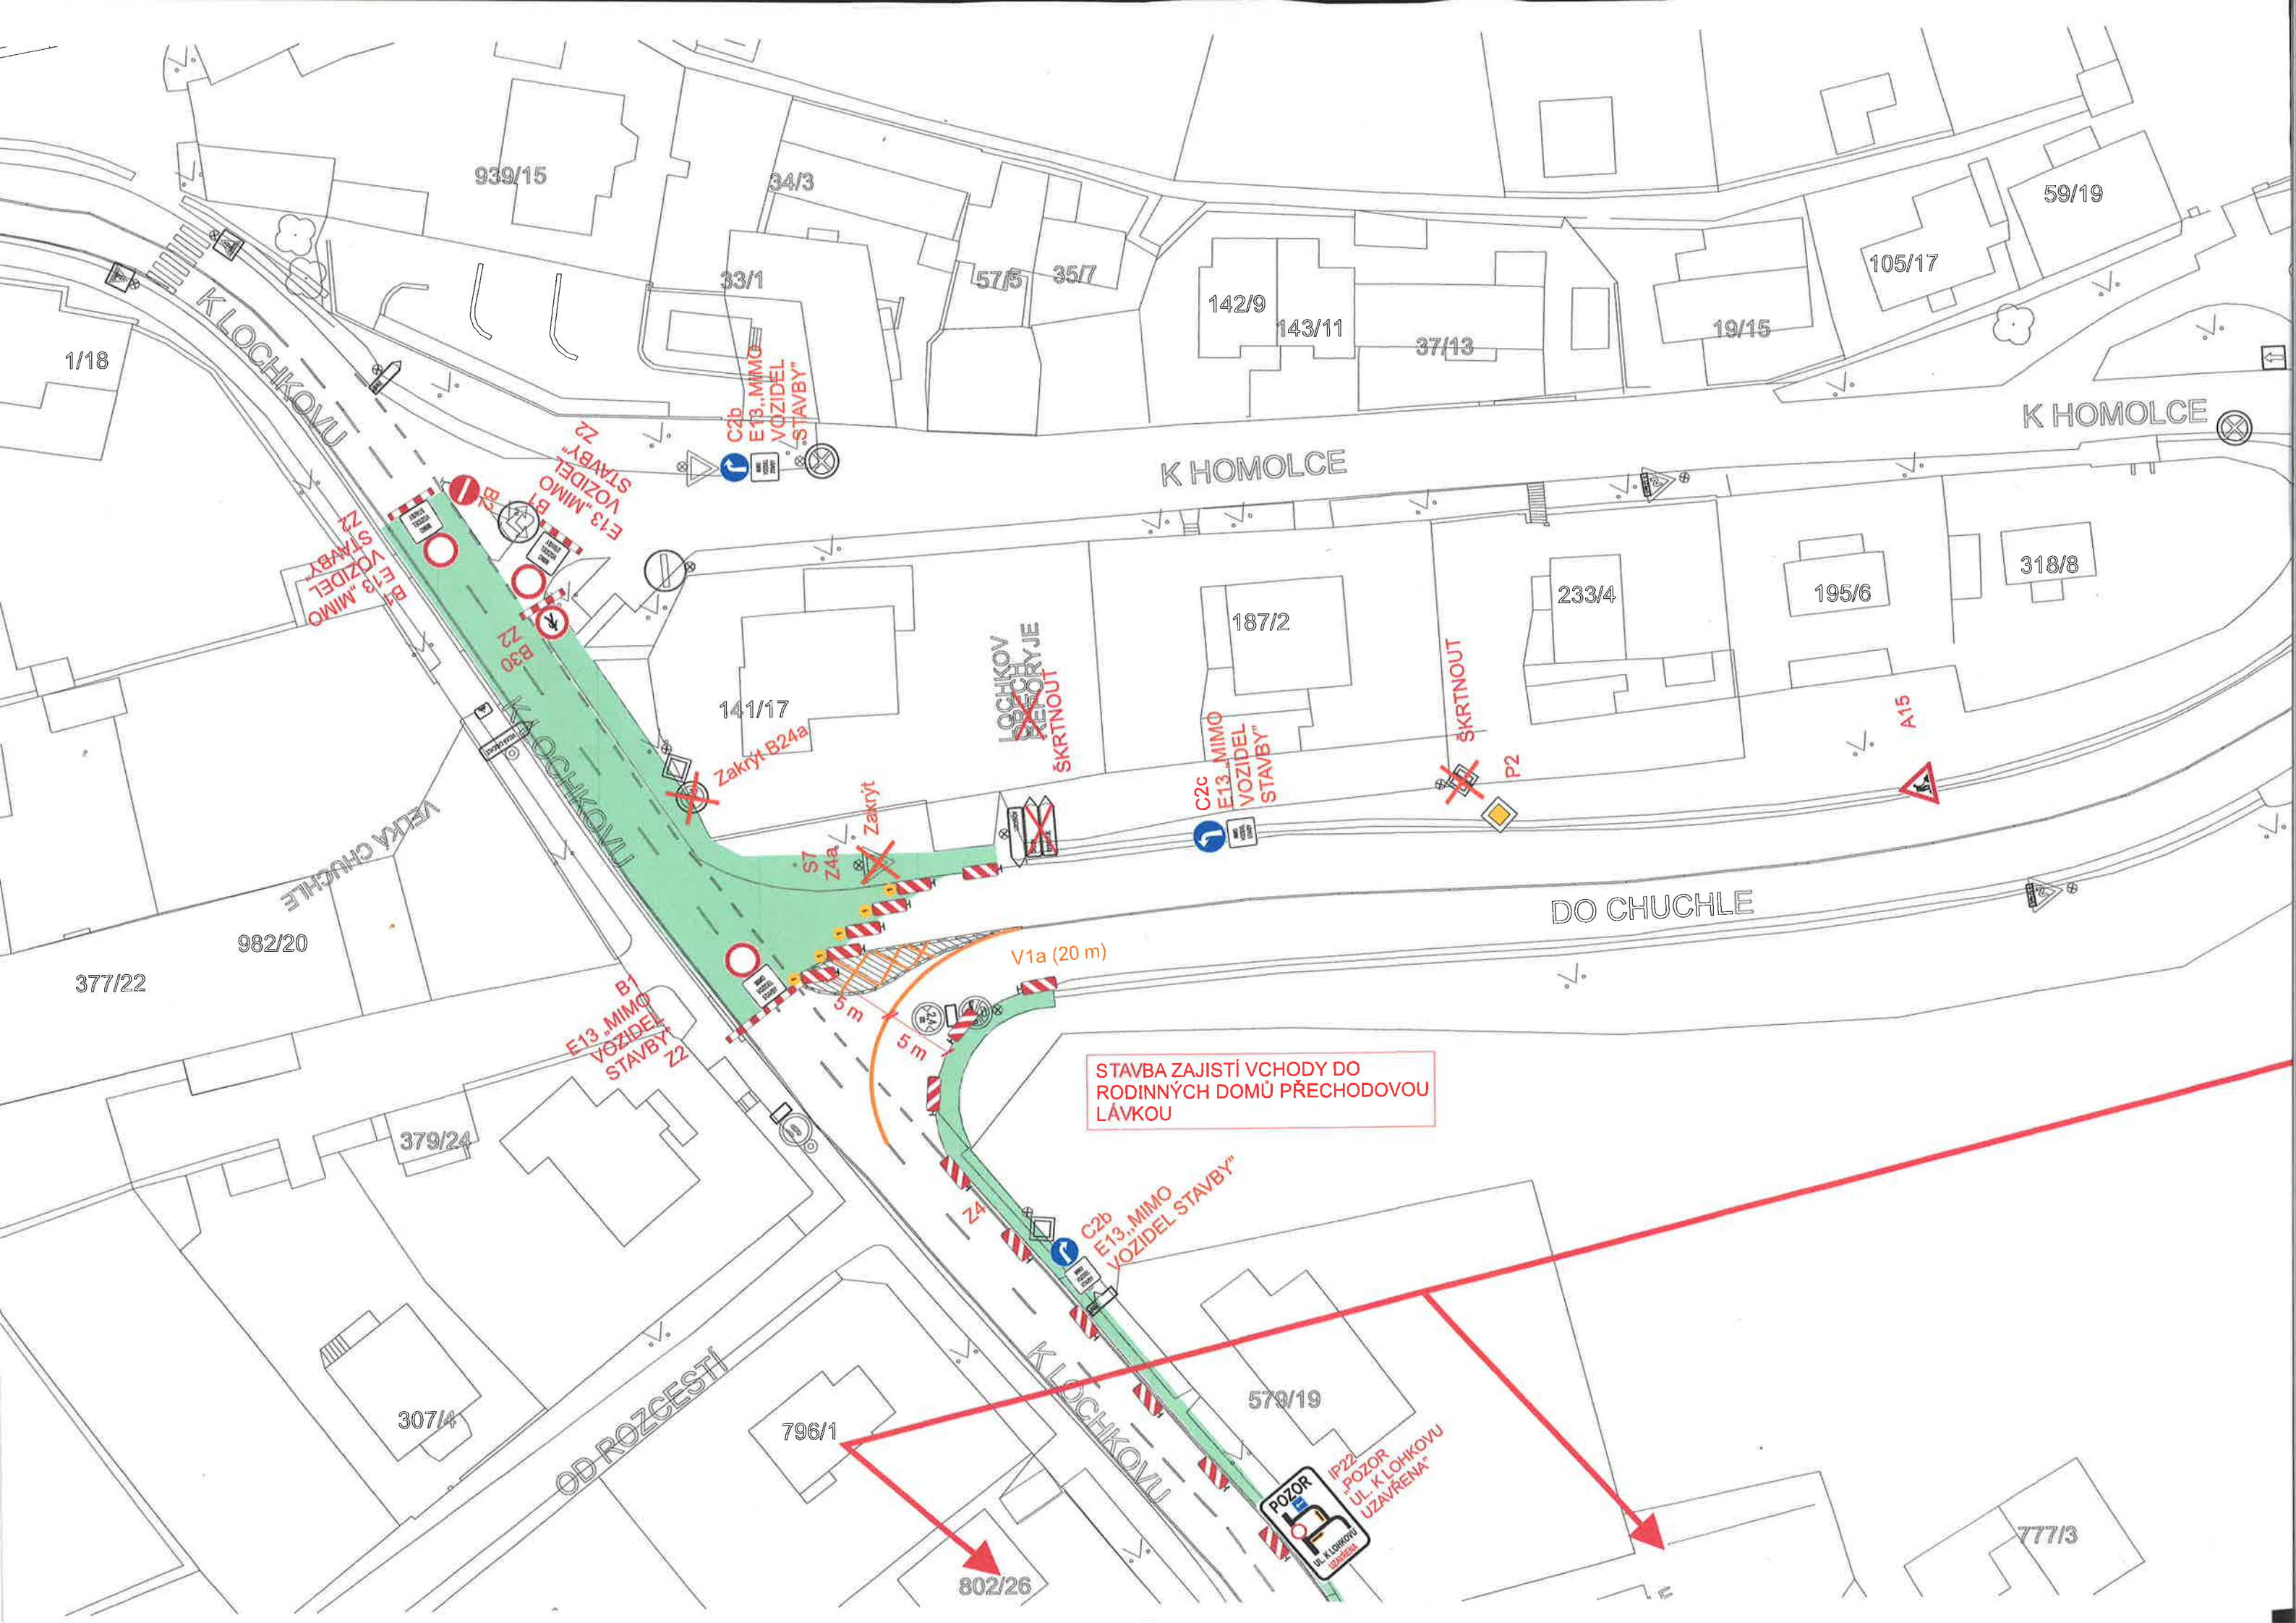 939/15
34/3
59/19
33/1
57/5
35/7
105/17
142/9
143/11
37/13
19/15
1/18
K LOCHKOVU
C2b
E13„MIMO
VOZIDEL
STAVBY"
K HOMOLCE
K HOMOLCE
B1
E13„MIMO
VOZIDEL
STAVBY"
Z2
B1
E13„MIMO
VOZIDEL
STAVBY"
Z2
B30
Z2
187/2
233/4
195/6
318/8
141/17
LOCHKOV
ŘEPORYJE
ŠKRTNOUT
ŠKRTNOUT
P2
A15
C2c
E13„MIMO
VOZIDEL
STAVBY"
Zakrýt B24a
Zakrýt
S7
Z4a
K LOCHKOVU
VELKÁ CHUCHLE
DO CHUCHLE
982/20
377/22
V1a (20 m)
5 m
5 m
B1
E13 „MIMO
VOZIDEL
STAVBY"
Z2
STAVBA ZAJISTÍ VCHODY DO
RODINNÝCH DOMŮ PŘECHODOVOU
LÁVKOU
379/24
Z4
C2b
E13„MIMO
VOZIDEL STAVBY"
307/4
OD ROZCESTÍ
796/1
K LOCHKOVU
579/19
IP22
„POZOR
UL. K LOHKOVU
UZAVŘENA"
POZOR
UL. K LOHKOVU
UZAVŘENA
802/26
777/3